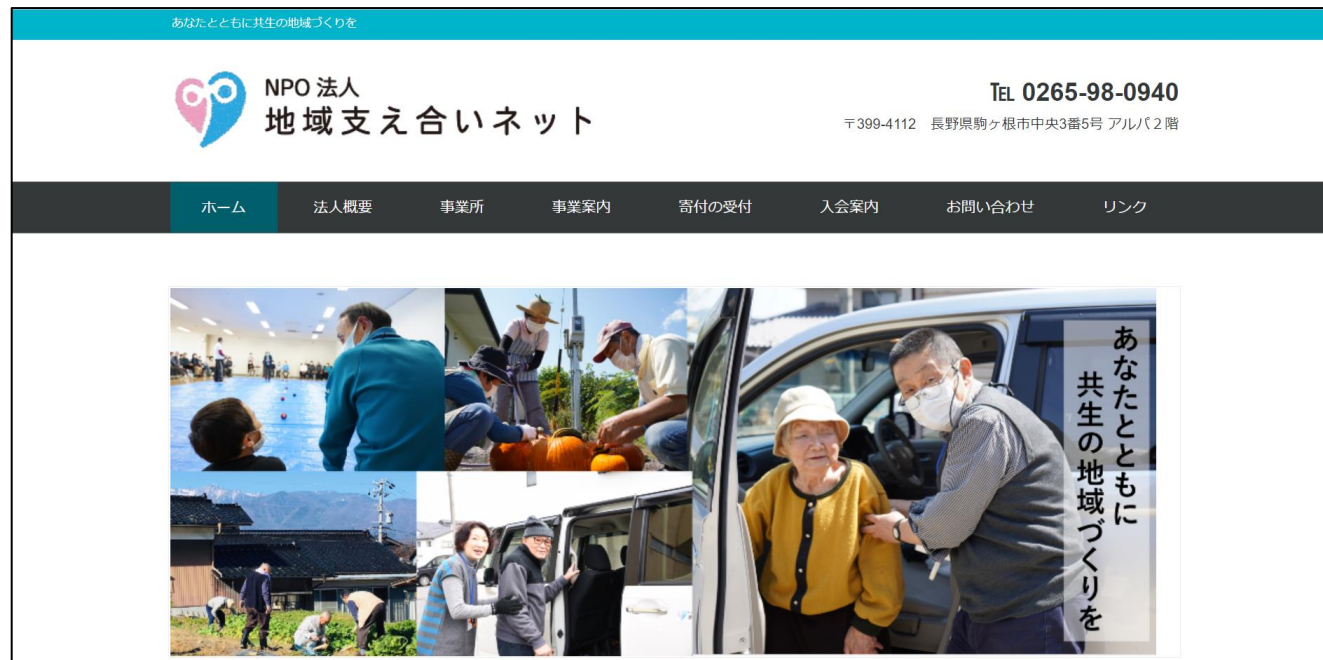 あなたとともに共生の地域づくりを
NPO 法人
地域支え合いネット
℡ 0265-98-0940
〒399-4112 長野県駒ヶ根市中央3番5号 アルパ2階
ホーム 法人概要 事業所 事業案内 寄付の受付 入会案内 お問い合わせ リンク
あなたとともに
共生の地域づくりを